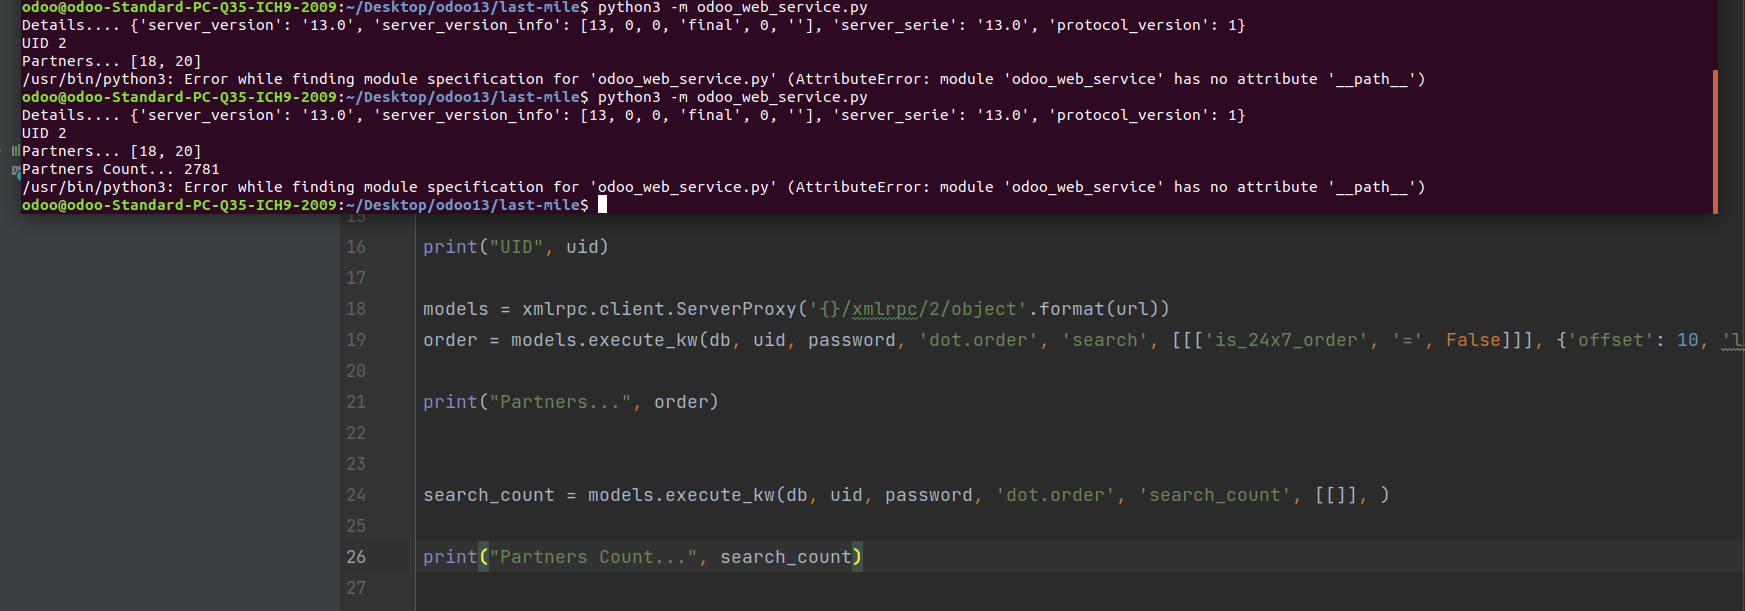 odoo@odoo-Standard-PC-Q35-ICH9-2009:~/Desktop/odoo13/last-mile$ python3 -m odoo_web_service.py
Details.... {'server_version': '13.0', 'server_version_info': [13, 0, 0, 'final', 0, ''], 'server_serie': '13.0', 'protocol_version': 1}
UID 2
Partners... [18, 20]
/usr/bin/python3: Error while finding module specification for 'odoo_web_service.py' (AttributeError: module 'odoo_web_service' has no attribute '__path__')
odoo@odoo-Standard-PC-Q35-ICH9-2009:~/Desktop/odoo13/last-mile$ python3 -m odoo_web_service.py
Details.... {'server_version': '13.0', 'server_version_info': [13, 0, 0, 'final', 0, ''], 'server_serie': '13.0', 'protocol_version': 1}
UID 2
Partners... [18, 20]
Partners Count... 2781
/usr/bin/python3: Error while finding module specification for 'odoo_web_service.py' (AttributeError: module 'odoo_web_service' has no attribute '__path__')
odoo@odoo-Standard-PC-Q35-ICH9-2009:~/Desktop/odoo13/last-mile$
15
16 print("UID", uid)
17
18 models = xmlrpc.client.ServerProxy('{}/xmlrpc/2/object'.format(url))
19 order = models.execute_kw(db, uid, password, 'dot.order', 'search', [[['is_24x7_order', '=', False]]], {'offset': 10, 'l
20
21 print("Partners...", order)
22
23
24 search_count = models.execute_kw(db, uid, password, 'dot.order', 'search_count', [[]], )
25
26 print("Partners Count...", search_count)
27